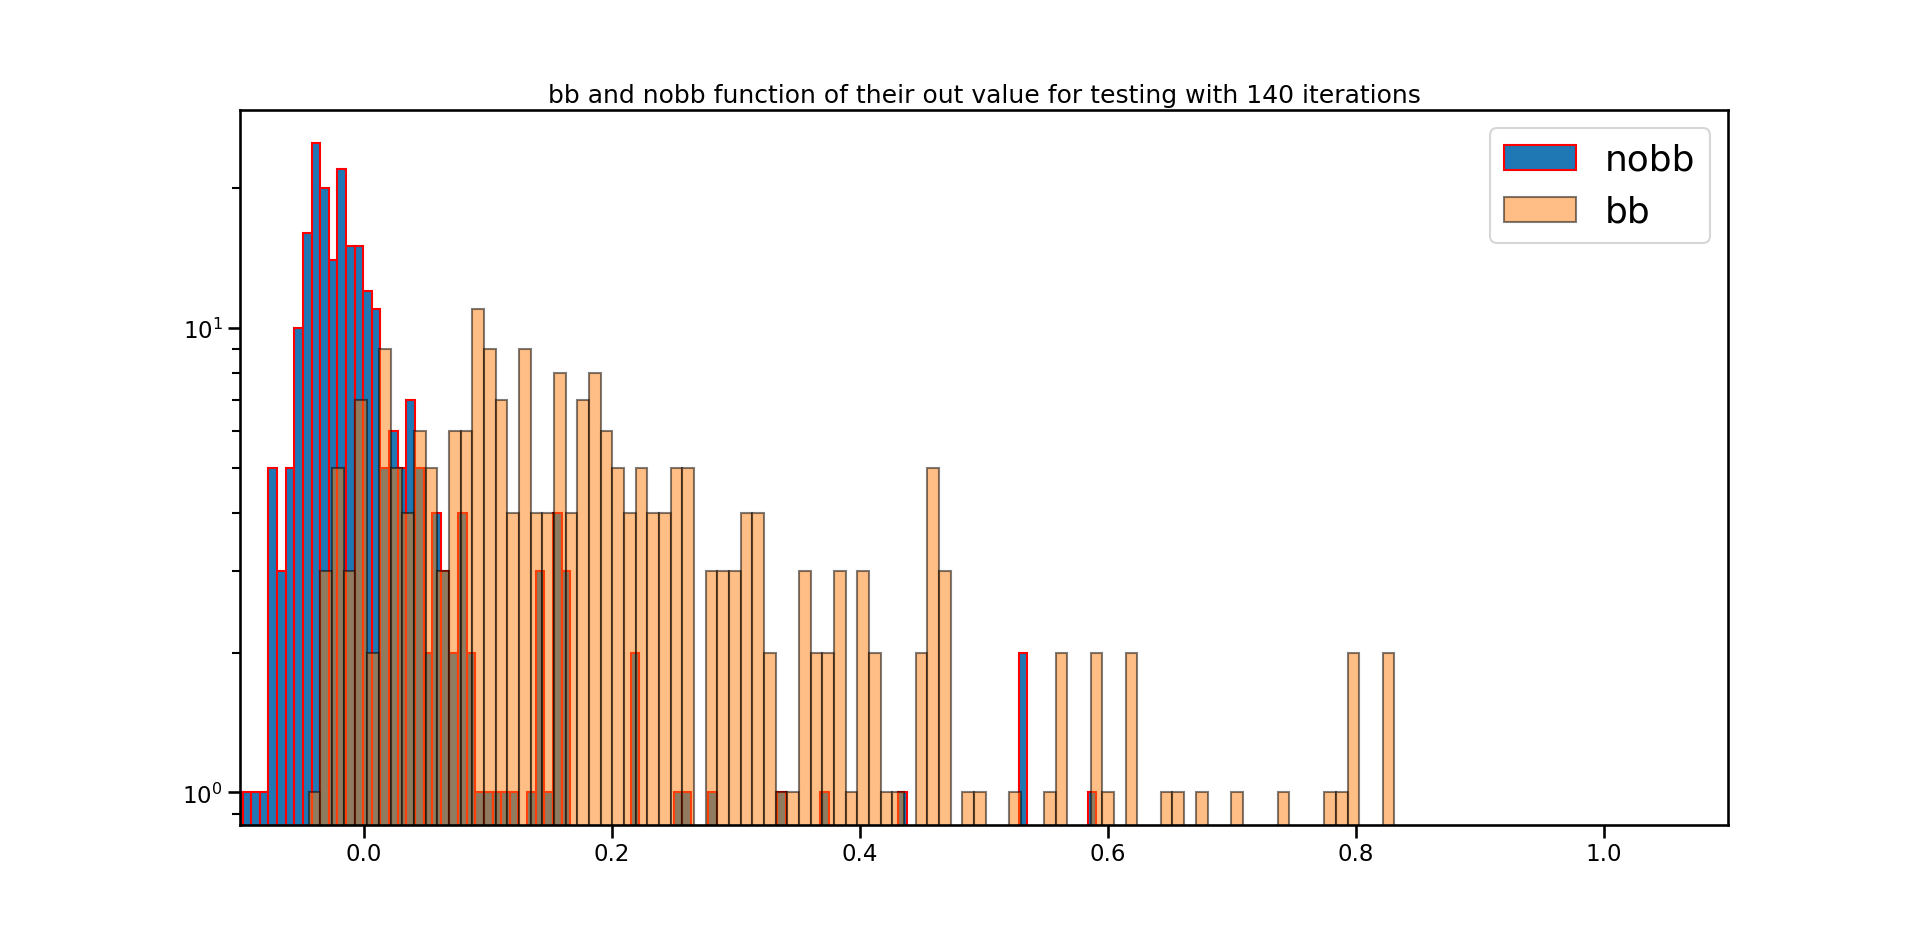 bb and nobb function of their out value for testing with 140 iterations
nobb
bb
10¹
10⁰
0.0 0.2 0.4 0.6 0.8 1.0